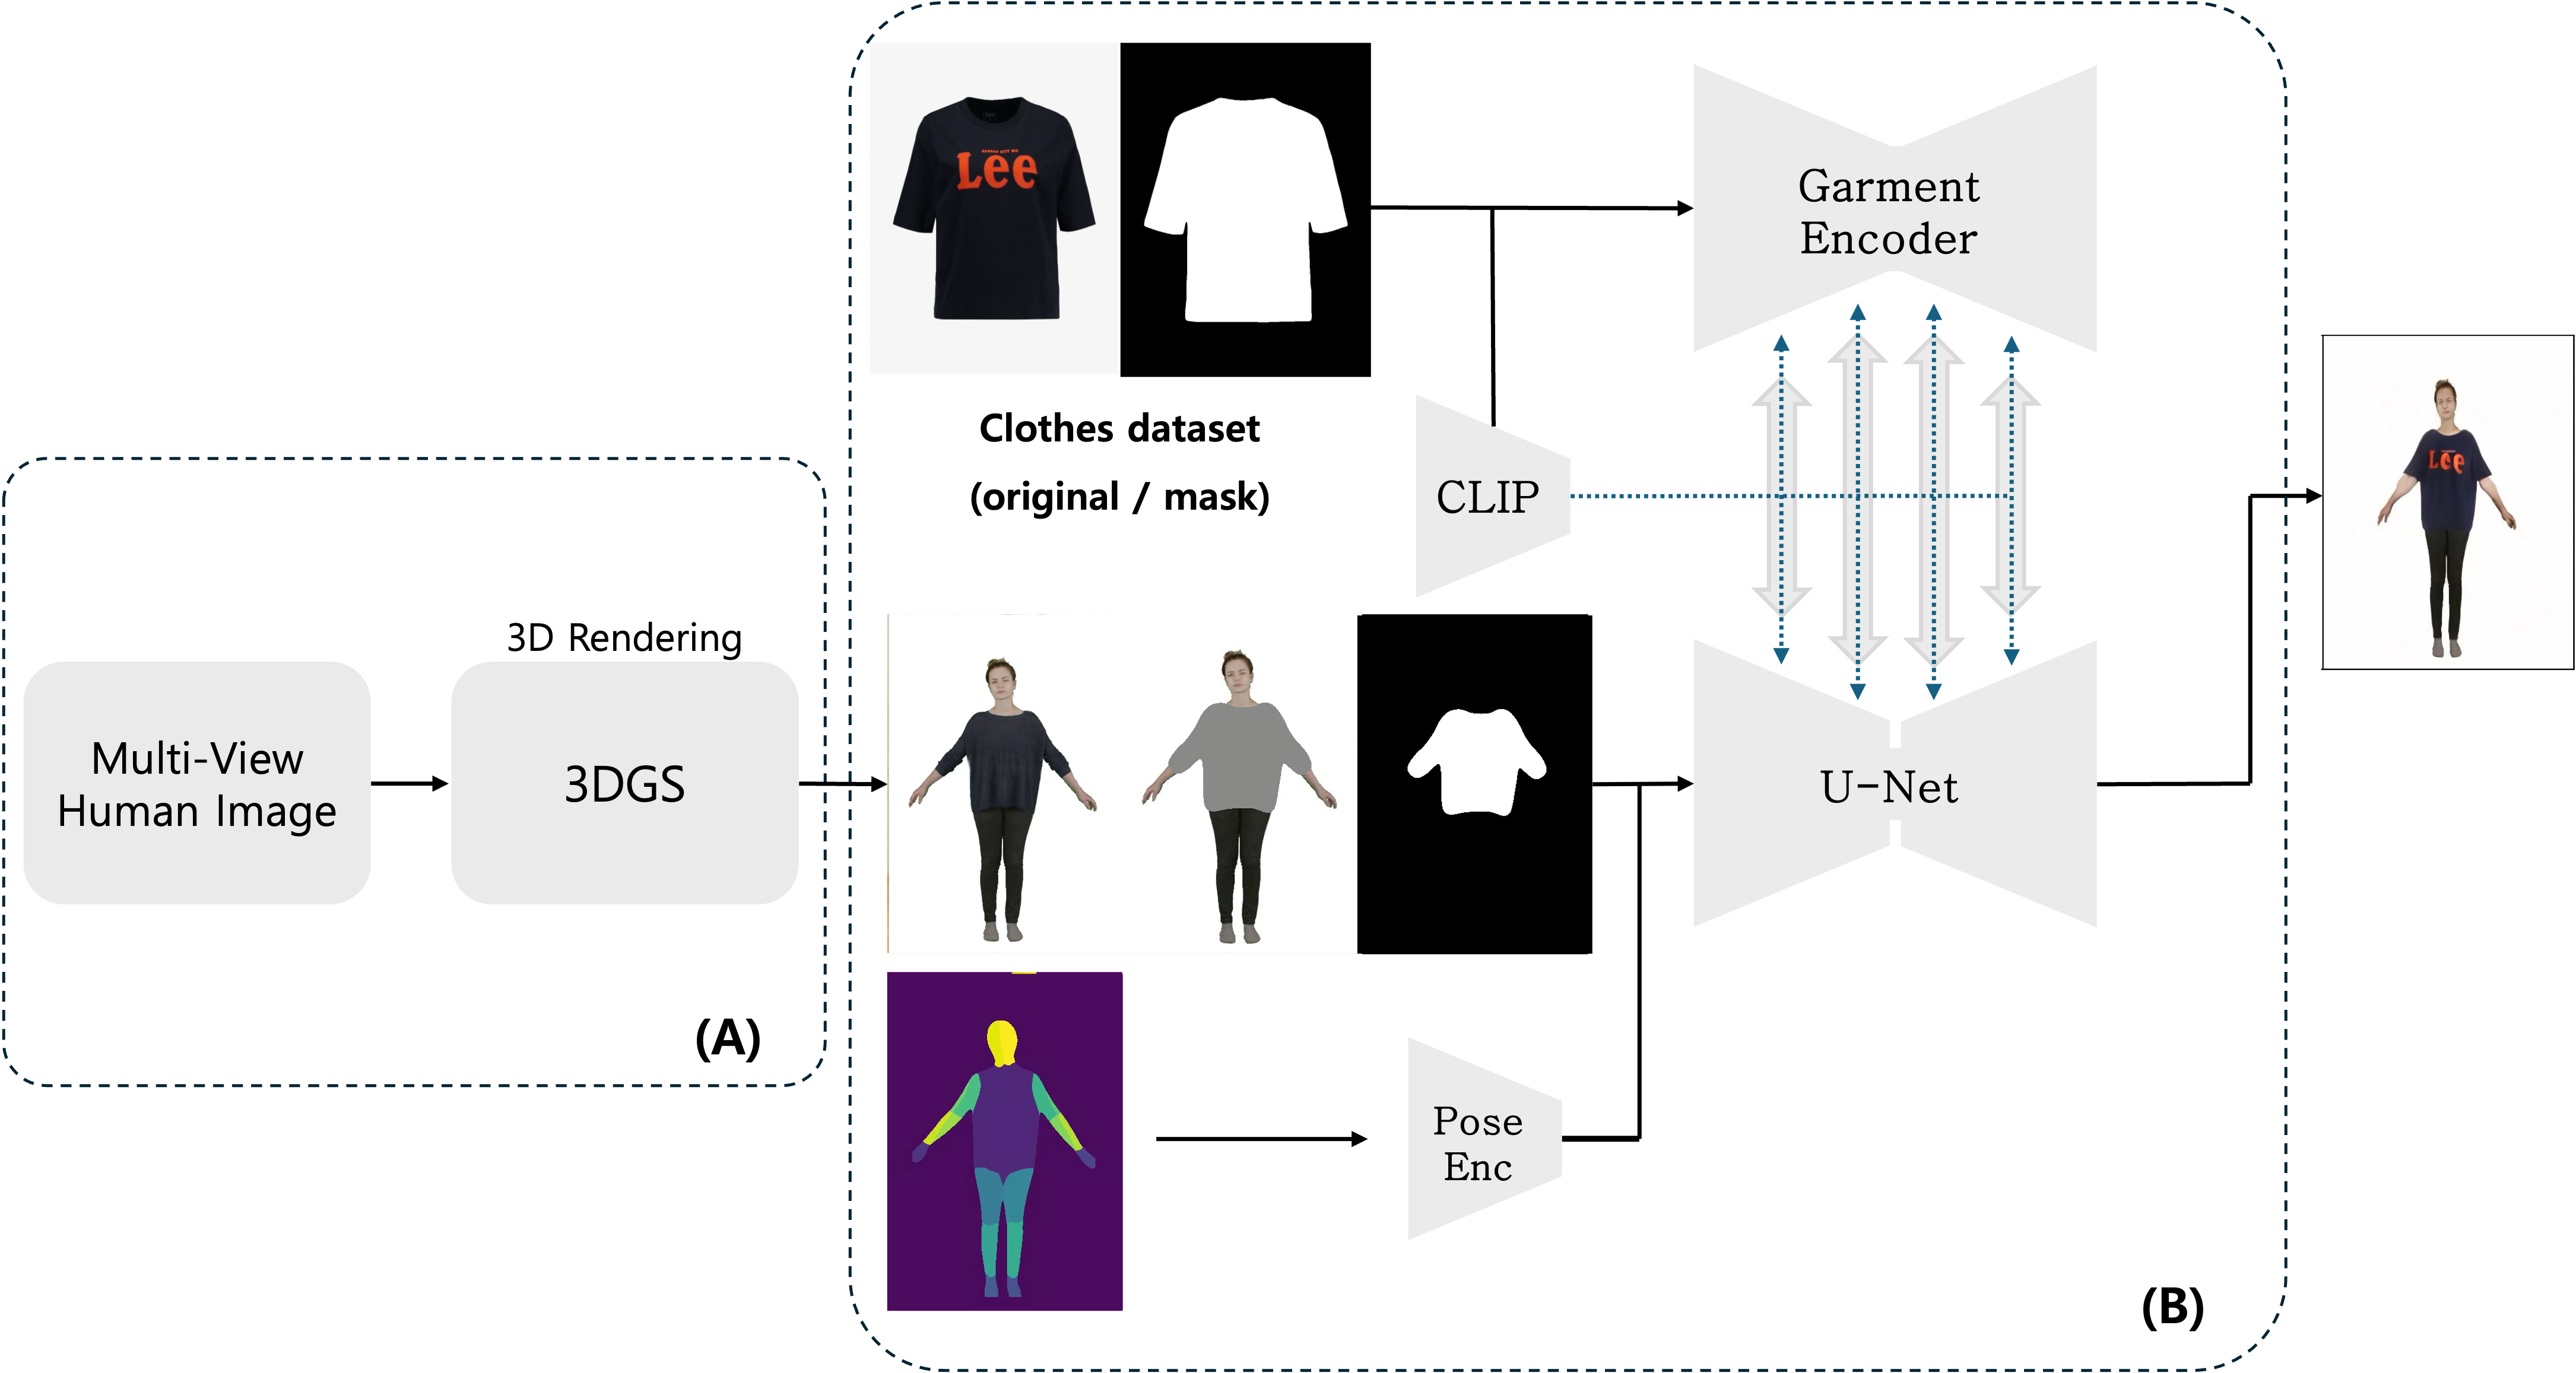 Lee
Clothes dataset
(original / mask)
Garment
Encoder
CLIP
Lee
3D Rendering
Multi-View
Human Image
3DGS
U-Net
(A)
Pose
Enc
(B)